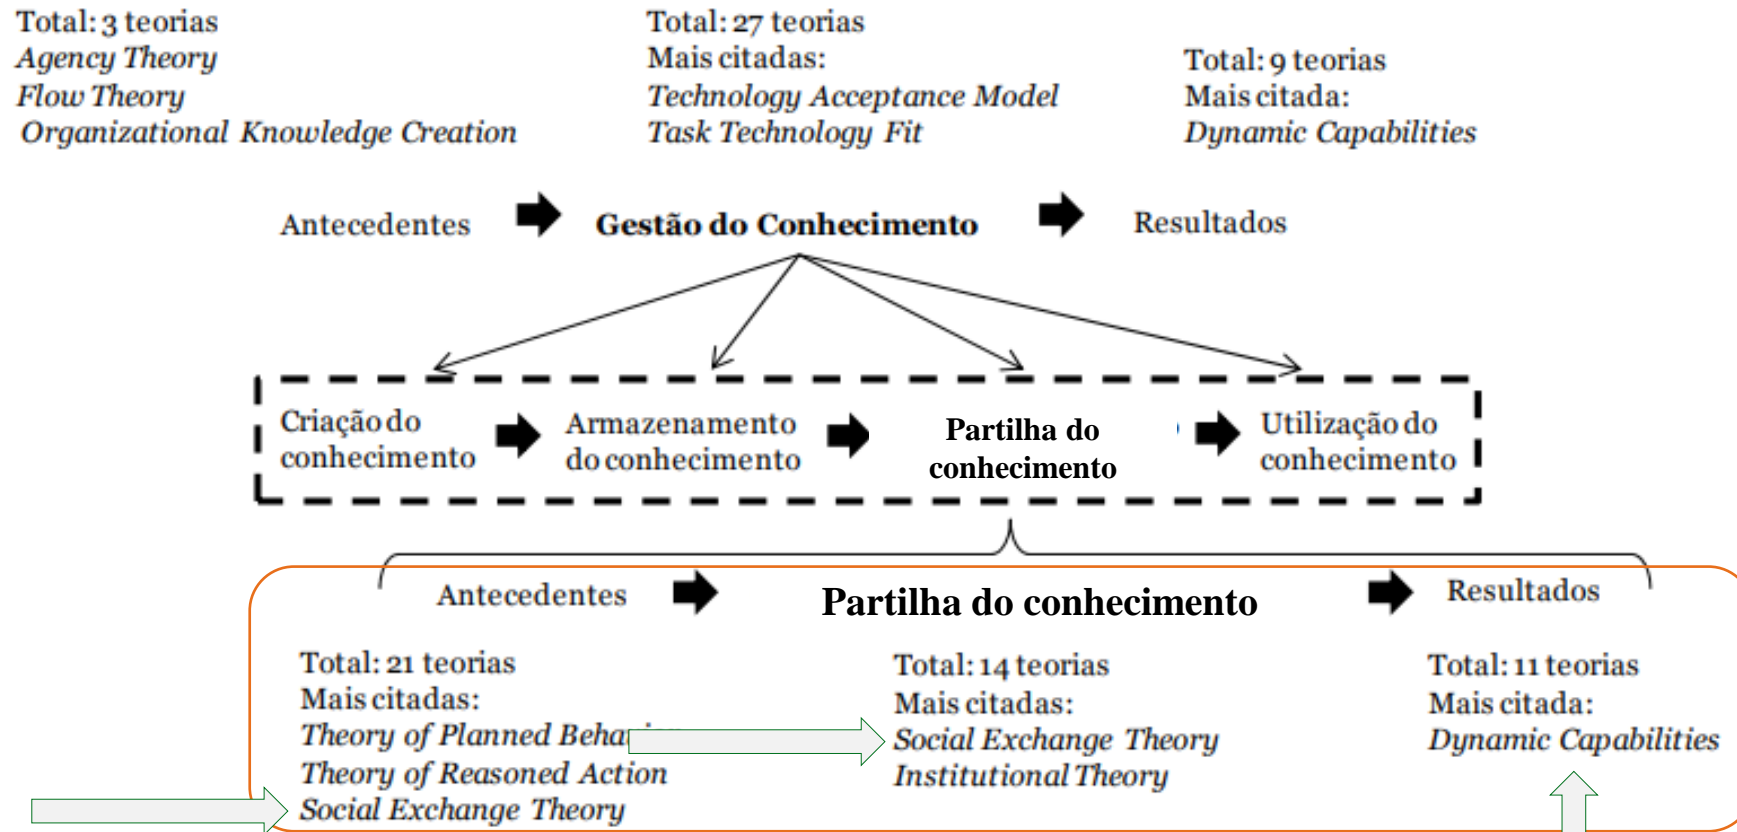 Total: 3 teorias
Agency Theory
Flow Theory
Organizational Knowledge Creation
Total: 27 teorias
Mais citadas:
Technology Acceptance Model
Task Technology Fit
Total: 9 teorias
Mais citada:
Dynamic Capabilities
Antecedentes
Gestão do Conhecimento
Resultados
Criação do
conhecimento
Armazenamento
do conhecimento
Partilha do
conhecimento
Utilização do
conhecimento
Antecedentes
Partilha do conhecimento
Resultados
Total: 21 teorias
Mais citadas:
Theory of Planned
Theory of Reasoned Action
Social Exchange Theory
Total: 14 teorias
Mais citadas:
Social Exchange Theory
Institutional Theory
Total: 11 teorias
Mais citada:
Dynamic Capabilities